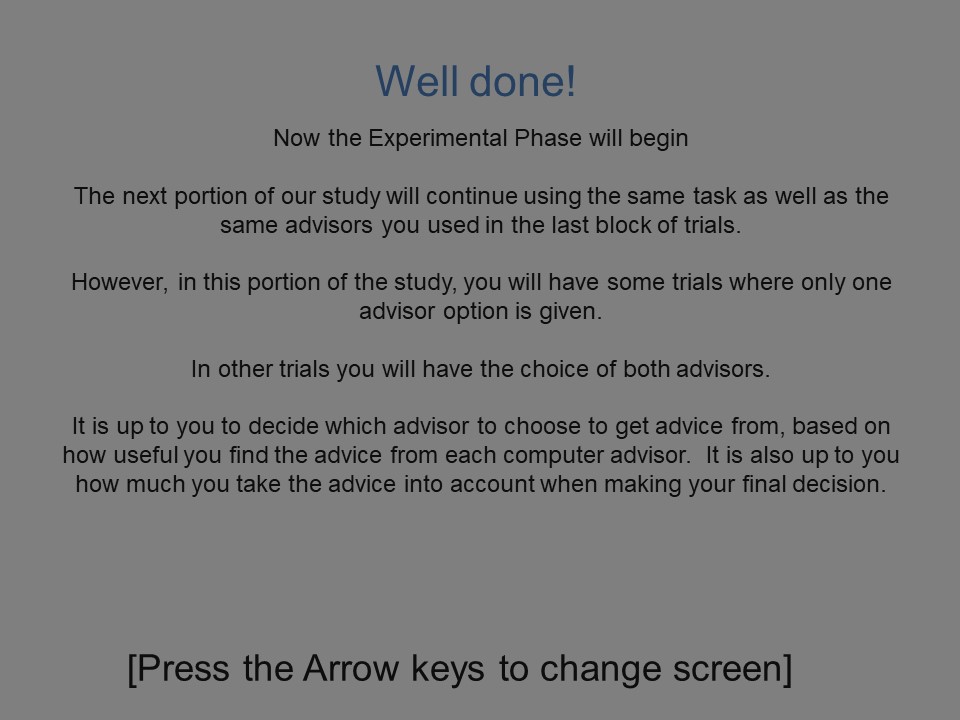 Well done!
Now the Experimental Phase will begin
The next portion of our study will continue using the same task as well as the
same advisors you used in the last block of trials.
However, in this portion of the study, you will have some trials where only one
advisor option is given.
In other trials you will have the choice of both advisors.
It is up to you to decide which advisor to choose to get advice from, based on
how useful you find the advice from each computer advisor.  It is also up to you
how much you take the advice into account when making your final decision.
[Press the Arrow keys to change screen]